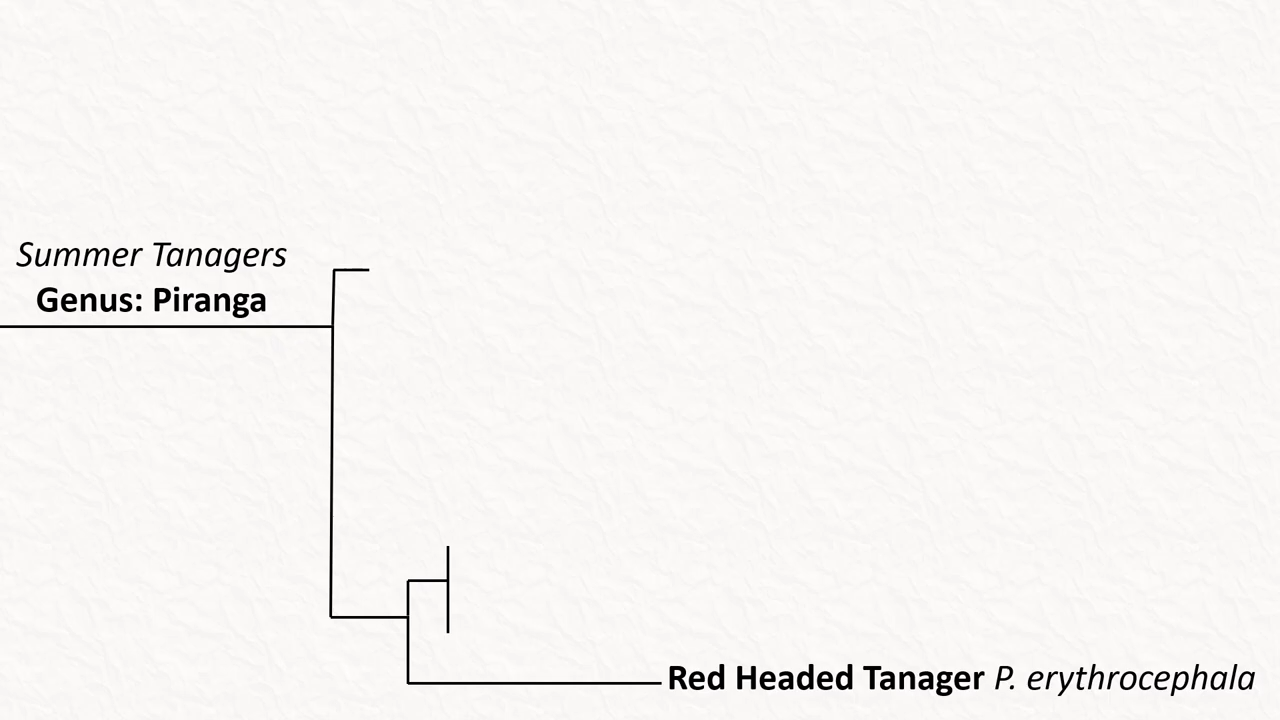 Summer Tanagers
Genus: Piranga
Red Headed Tanager P. erythrocephala